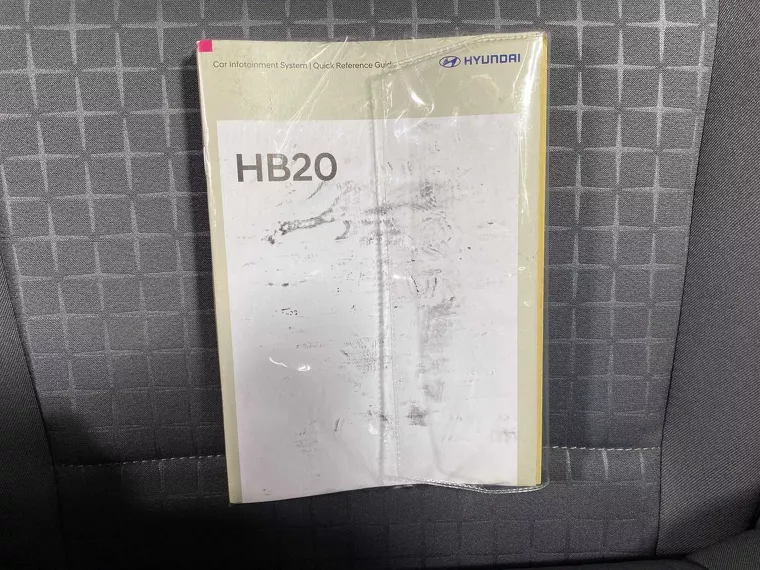 Car Infotainment System | Quick Reference Guide
HYUNDAI
HB20